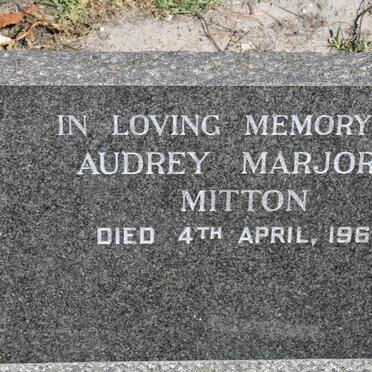 IN LOVING MEMORY
AUDREY MARJOR
MITTON
DIED 4TH APRIL, 196